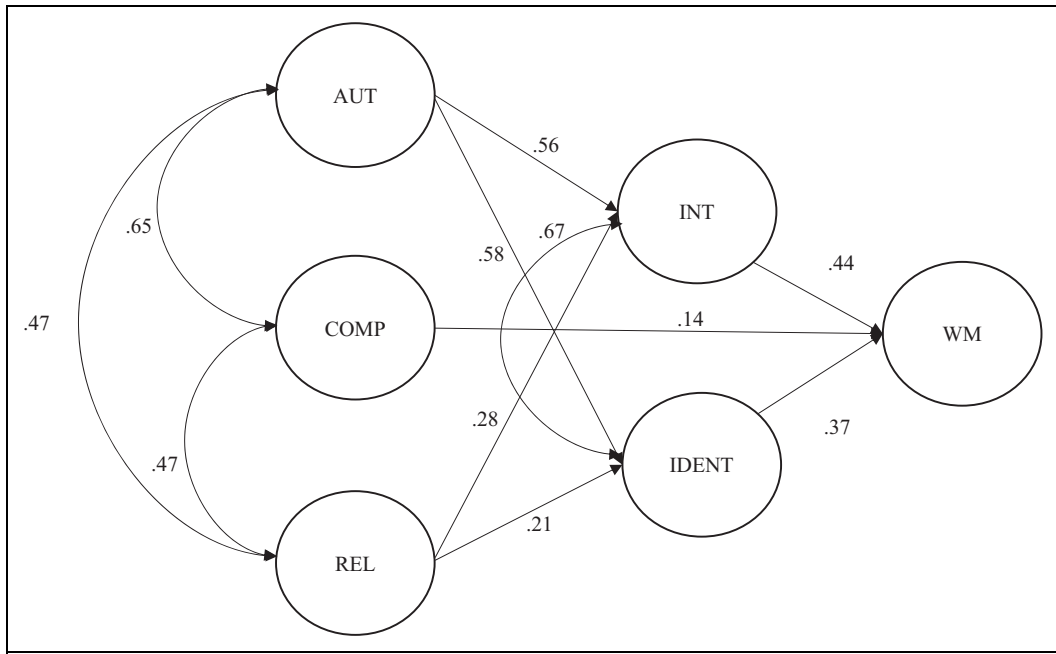 AUT
.56
INT
.65
.67
.58
.44
.47
COMP
.14
WM
.28
.37
.47
IDENT
.21
REL